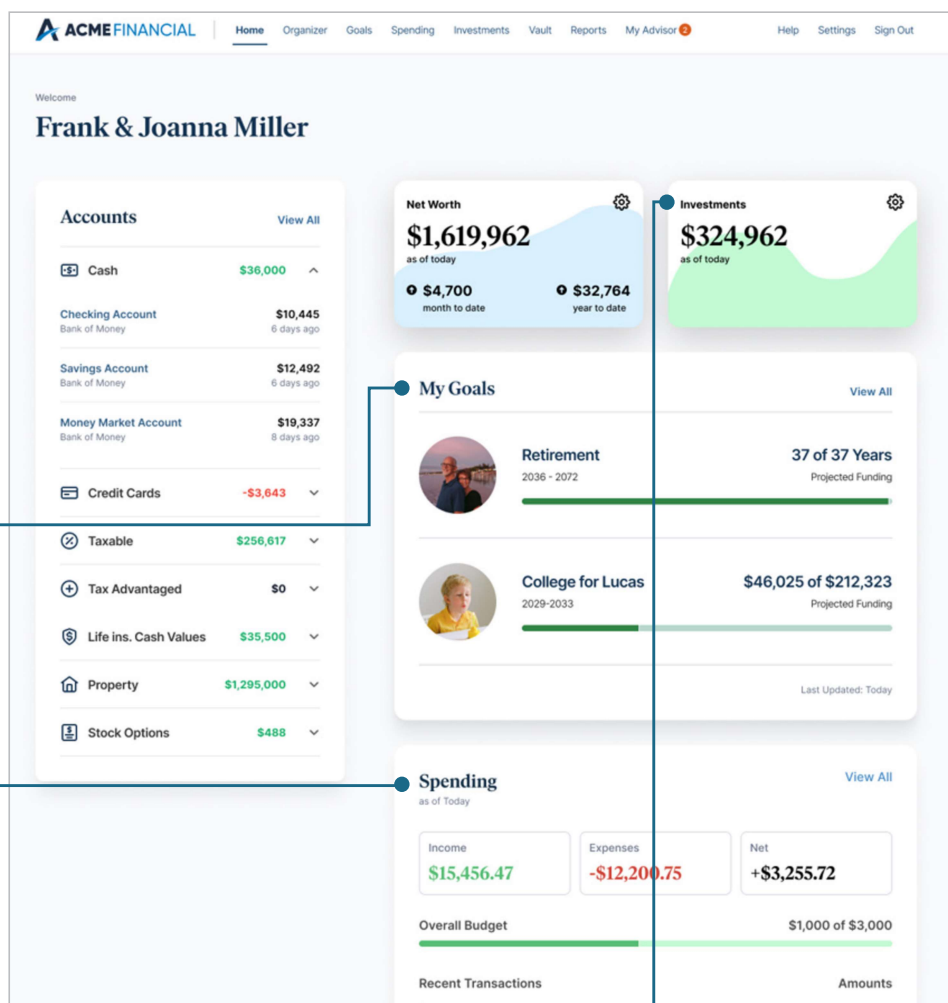 ACME FINANCIAL
Home Organizer Goals Spending Investments Vault Reports My Advisor 2 Help Settings Sign Out
Welcome
Frank & Joanna Miller
Accounts
View All
Cash $36,000
Checking Account $10,445
Bank of Money 6 days ago
Savings Account $12,492
Bank of Money 6 days ago
Money Market Account $19,337
Bank of Money 8 days ago
Credit Cards -$3,643
Taxable $256,617
Tax Advantaged $0
Life ins. Cash Values $35,500
Property $1,295,000
Stock Options $488
Net Worth
$1,619,962
as of today
$4,700 $32,764
month to date year to date
Investments
$324,962
as of today
My Goals
View All
Retirement 37 of 37 Years
2036 - 2072 Projected Funding
College for Lucas $46,025 of $212,323
2029-2033 Projected Funding
Last Updated: Today
Spending View All
as of Today
Income Expenses Net
$15,456.47 -$12,200.75 +$3,255.72
Overall Budget $1,000 of $3,000
Recent Transactions Amounts